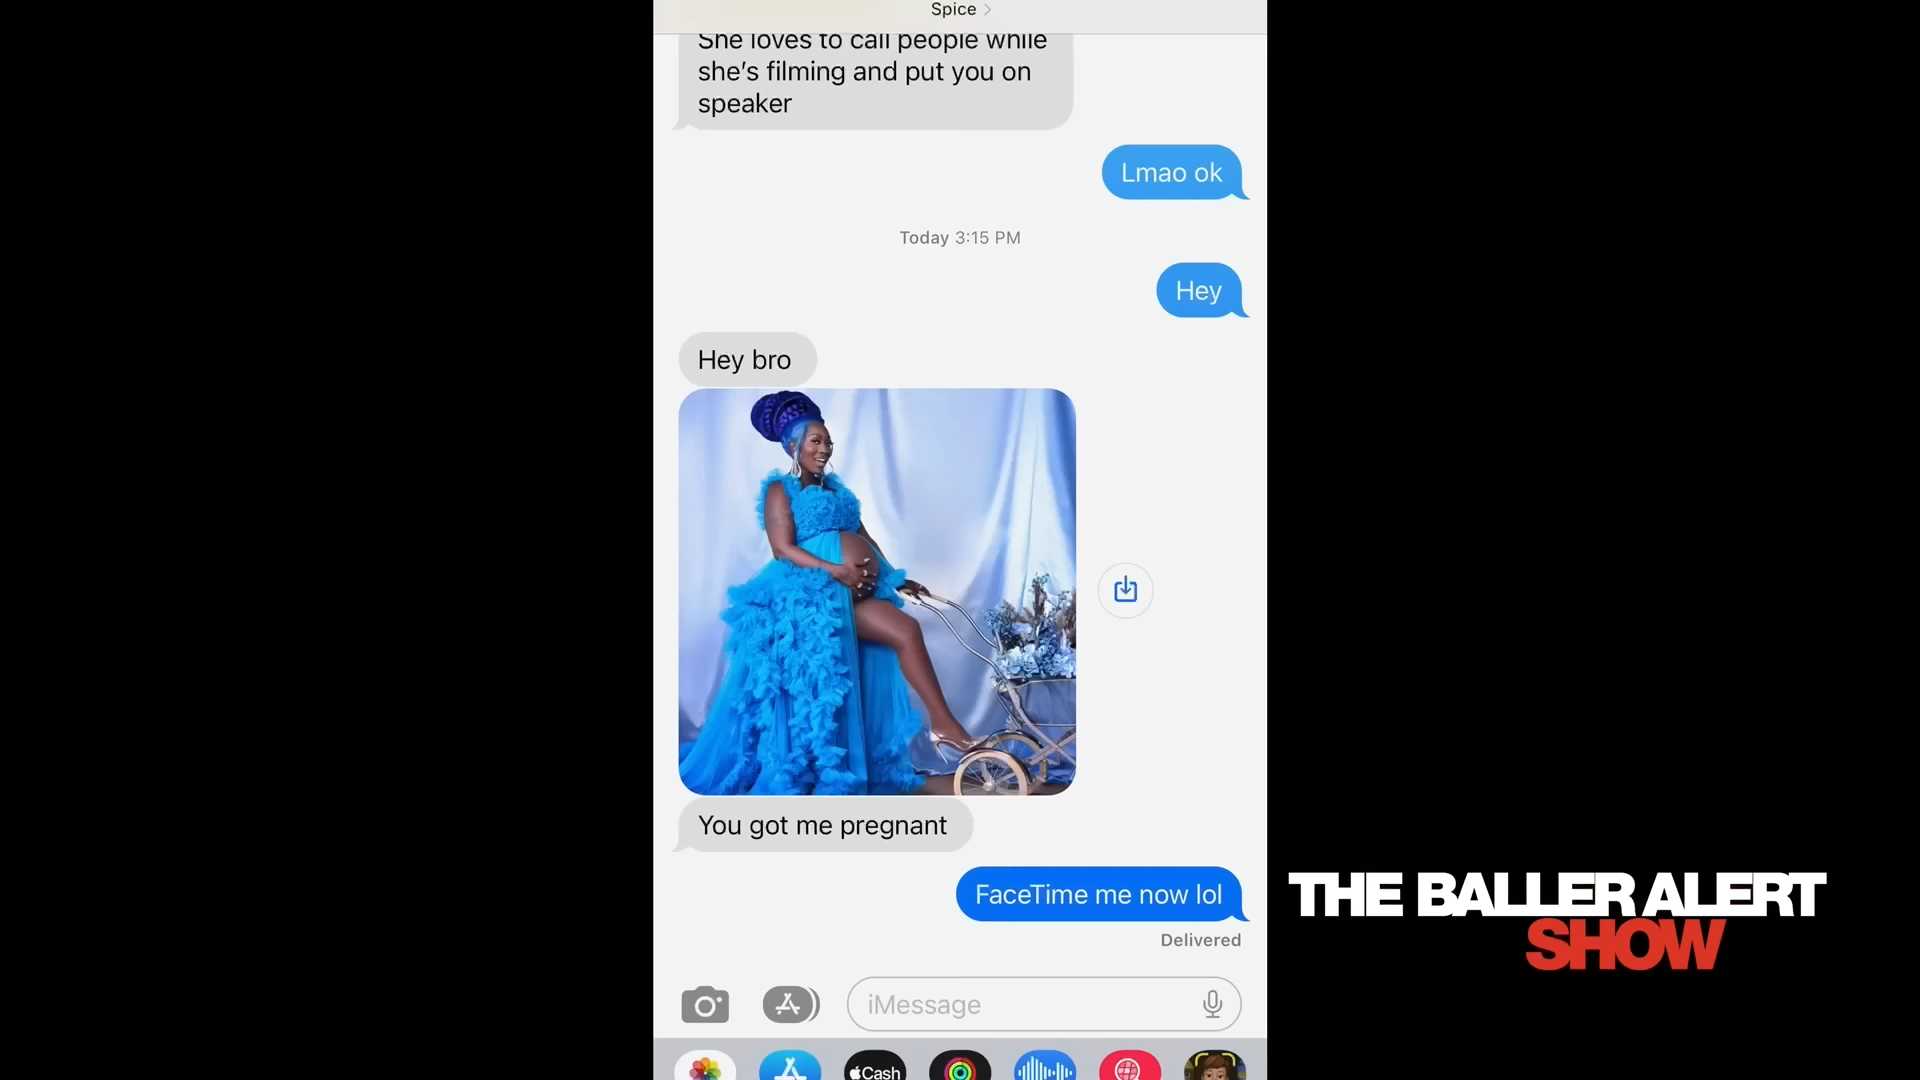 Spice
She loves to call people while
she's filming and put you on
speaker
Lmao ok
Today 3:15 PM
Hey
Hey bro
You got me pregnant
FaceTime me now lol
Delivered
iMessage
Cash
THE BALLER ALERT
SHOW